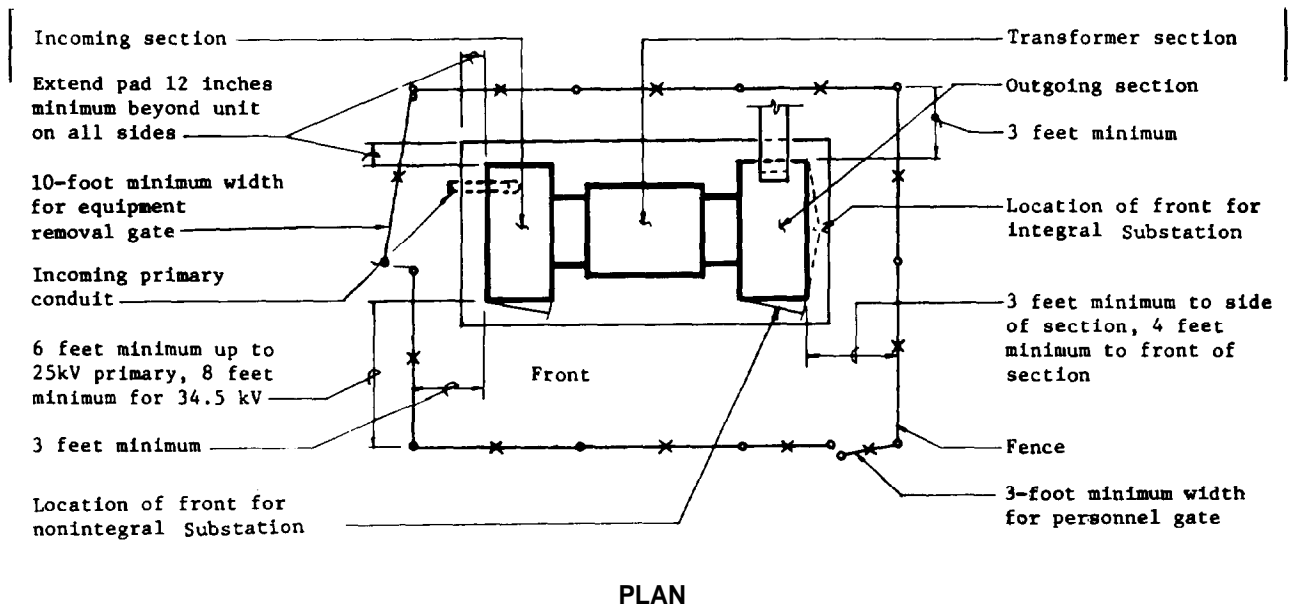 Incoming section
Extend pad 12 inches
minimum beyond unit
on all sides
10-foot minimum width
for equipment
removal gate
Incoming primary
conduit
6 feet minimum up to
25kV primary, 8 feet
minimum for 34.5 kV
3 feet minimum
Location of front for
nonintegral Substation
Front
Transformer section
Outgoing section
3 feet minimum
Location of front for
integral Substation
3 feet minimum to side
of section, 4 feet
minimum to front of
section
Fence
3-foot minimum width
for personnel gate
PLAN